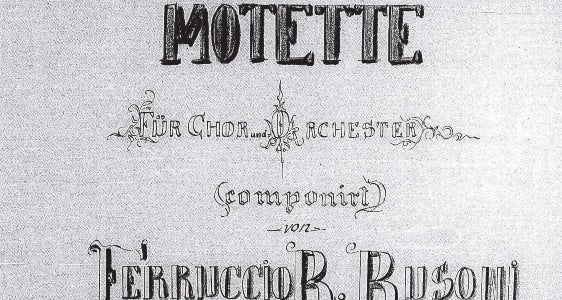 MOTETTE
FÜR CHOR und ORCHESTER
(componirt)
von
FERRUCCIO B. BUSONI